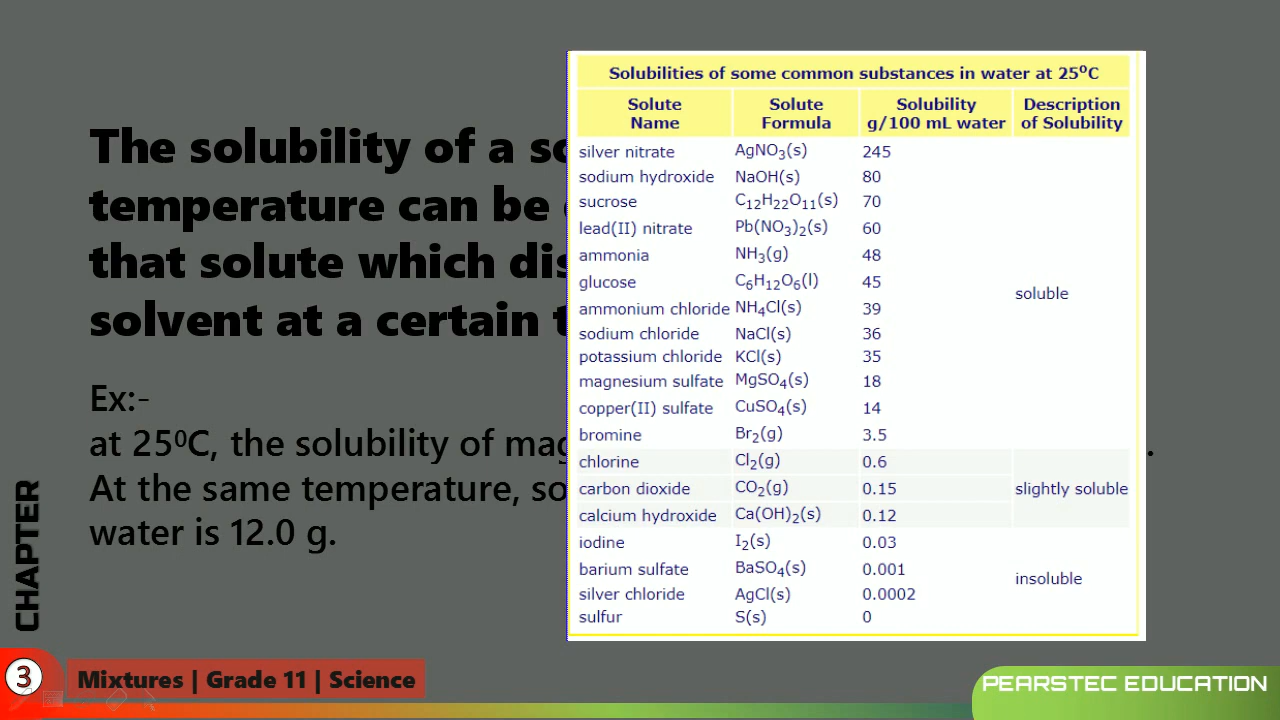 The solubility of a
temperature can be
that solute which
solvent at a certain
Ex:-
at 25⁰C, the solubility of
At the same temperature,
water is 12.0 g.
Solubilities of some common substances in water at 25⁰C
Solute Name Solute Formula Solubility g/100 mL water Description of Solubility
silver nitrate AgNO₃(s) 245
sodium hydroxide NaOH(s) 80
sucrose C₁₂H₂₂O₁₁(s) 70
lead(II) nitrate Pb(NO₃)₂(s) 60
ammonia NH₃(g) 48
glucose C₆H₁₂O₆(l) 45
soluble
ammonium chloride NH₄Cl(s) 39
sodium chloride NaCl(s) 36
potassium chloride KCl(s) 35
magnesium sulfate MgSO₄(s) 18
copper(II) sulfate CuSO₄(s) 14
bromine Br₂(g) 3.5
chlorine Cl₂(g) 0.6
carbon dioxide CO₂(g) 0.15 slightly soluble
calcium hydroxide Ca(OH)₂(s) 0.12
iodine I₂(s) 0.03
barium sulfate BaSO₄(s) 0.001
insoluble
silver chloride AgCl(s) 0.0002
sulfur S(s) 0
CHAPTER
3
Mixtures | Grade 11 | Science
PEARSTEC EDUCATION